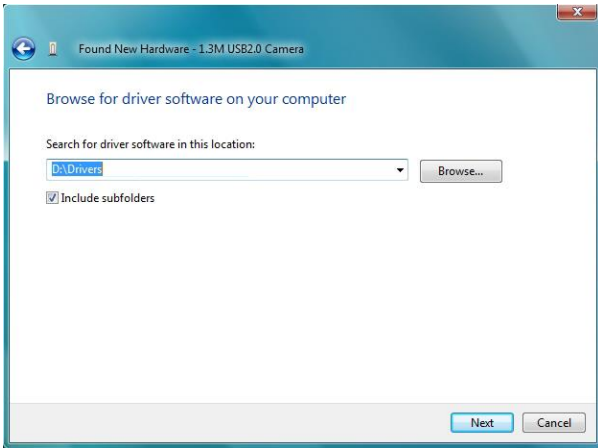 Found New Hardware - 1.3M USB2.0 Camera
Browse for driver software on your computer
Search for driver software in this location:
D:\Drivers
Browse...
Include subfolders
Next
Cancel